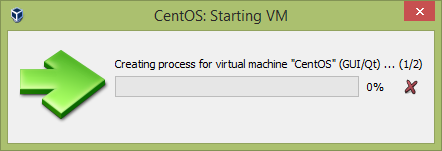 CentOS: Starting VM
Creating process for virtual machine "CentOS" (GUI/Qt) ... (1/2)
0%